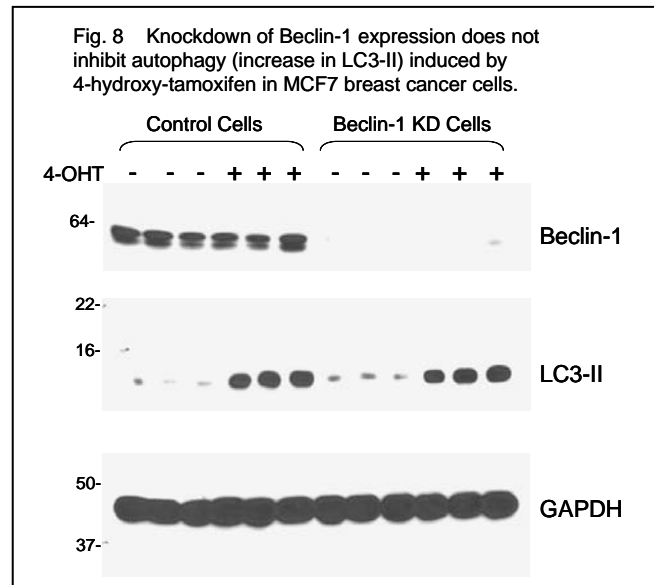 Fig. 8 Knockdown of Beclin-1 expression does not
inhibit autophagy (increase in LC3-II) induced by
4-hydroxy-tamoxifen in MCF7 breast cancer cells.
Control Cells Beclin-1 KD Cells
4-OHT - - - + + + - - - + + +
64-
Beclin-1
22-
16-
LC3-II
50-
GAPDH
37-